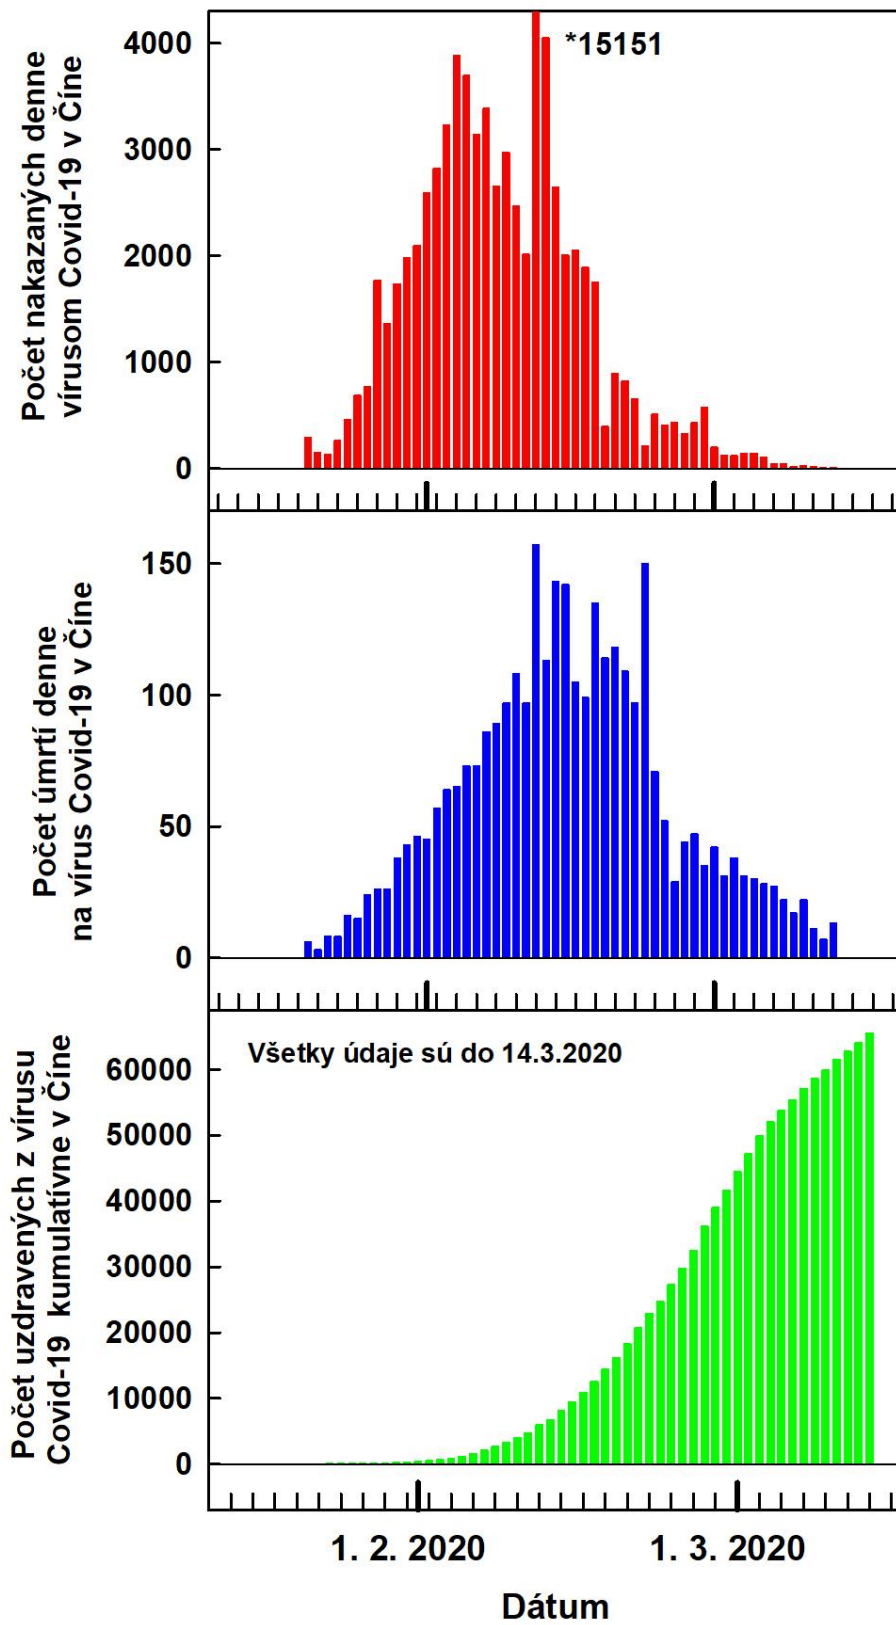 Počet nakazaných denne
vírusom Covid-19 v Číne
4000
3000
2000
1000
0
*15151
Počet úmrtí denne
na vírus Covid-19 v Číne
150
100
50
0
Počet uzdravených z vírusu
Covid-19 kumulatívne v Číne
60000
50000
40000
30000
20000
10000
0
Všetky údaje sú do 14.3.2020
1. 2. 2020
1. 3. 2020
Dátum